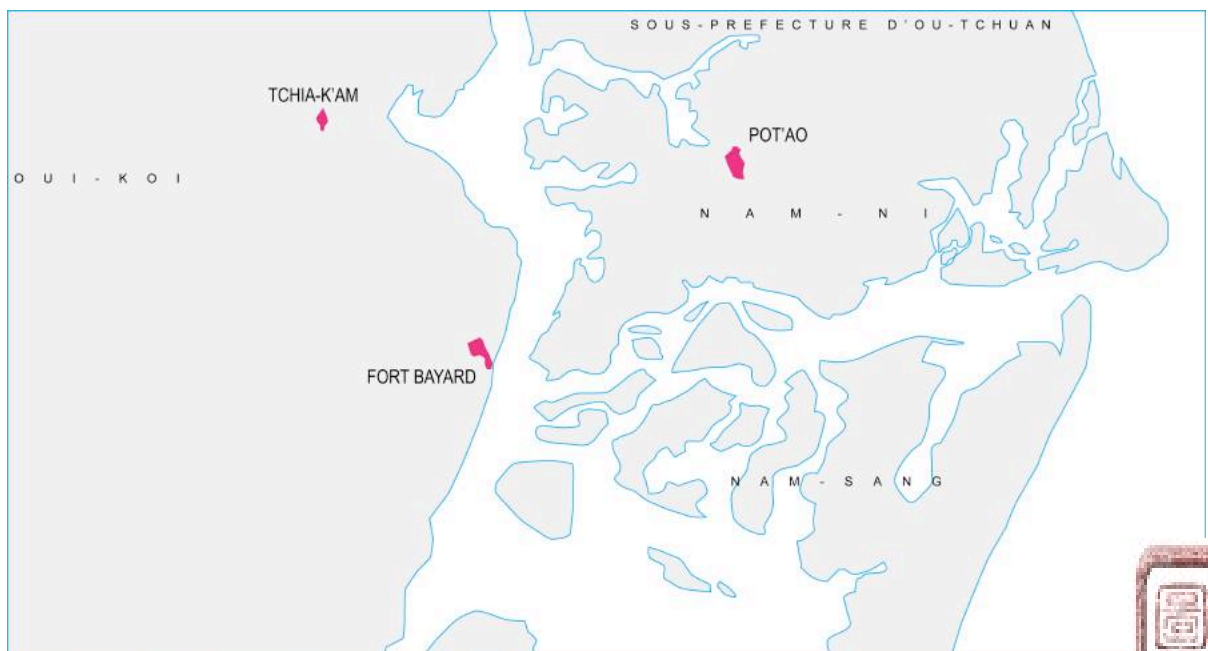 SOUS-PREFECTURE D'OU-TCHUAN
TCHIA-K'AM
POT'AO
OUI-KOI
NAM-NI
FORT BAYARD
NAM-SANG